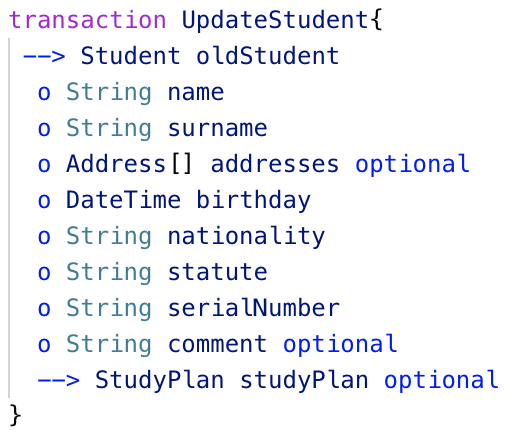 transaction UpdateStudent{
--> Student oldStudent
o String name
o String surname
o Address[] addresses optional
o DateTime birthday
o String nationality
o String statute
o String serialNumber
o String comment optional
--> StudyPlan studyPlan optional
}